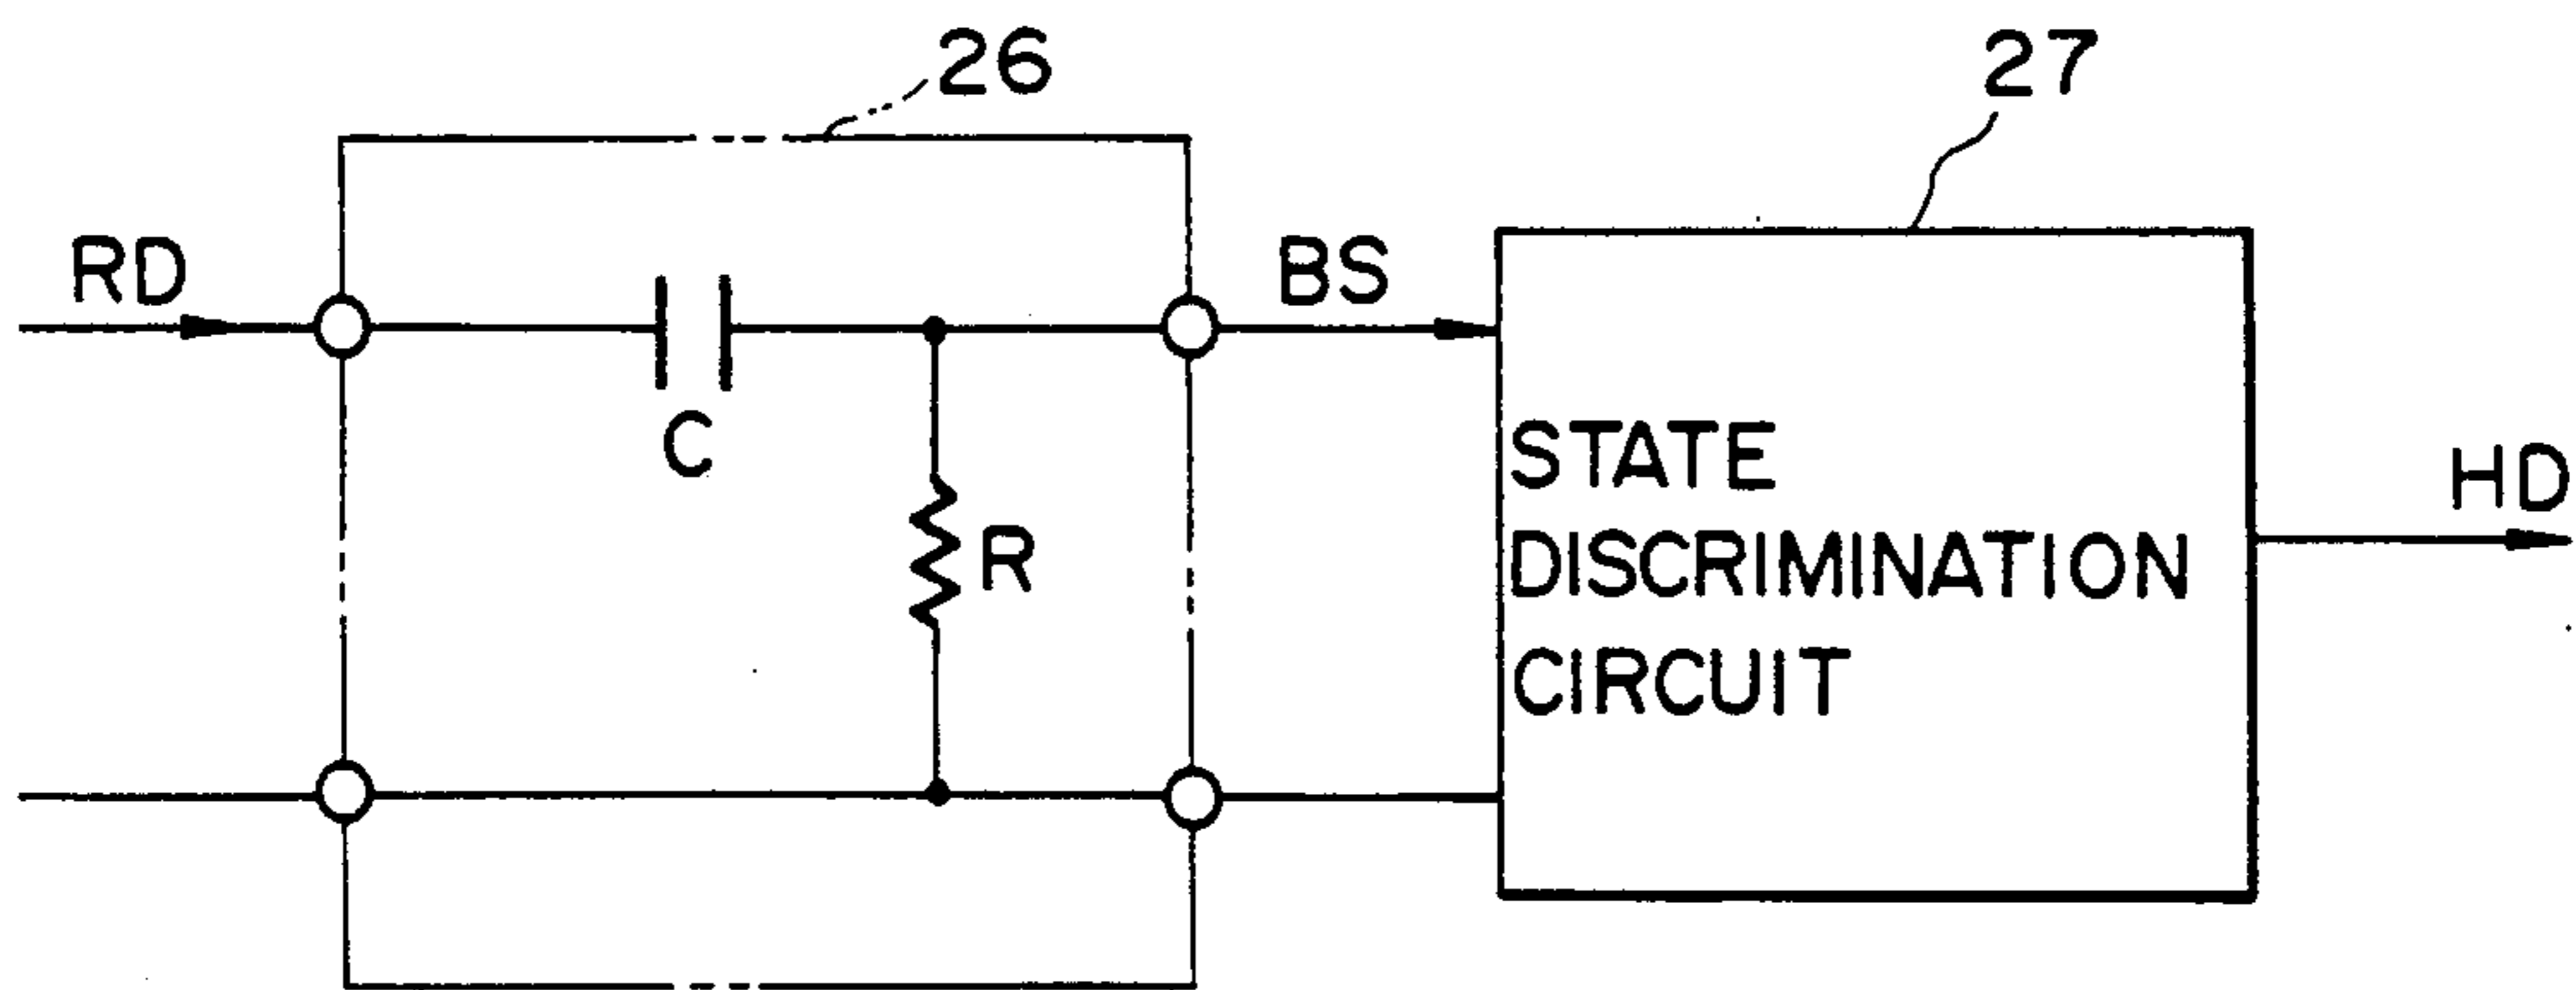 26
27
RD
BS
C
R
STATE
DISCRIMINATION
CIRCUIT
HD